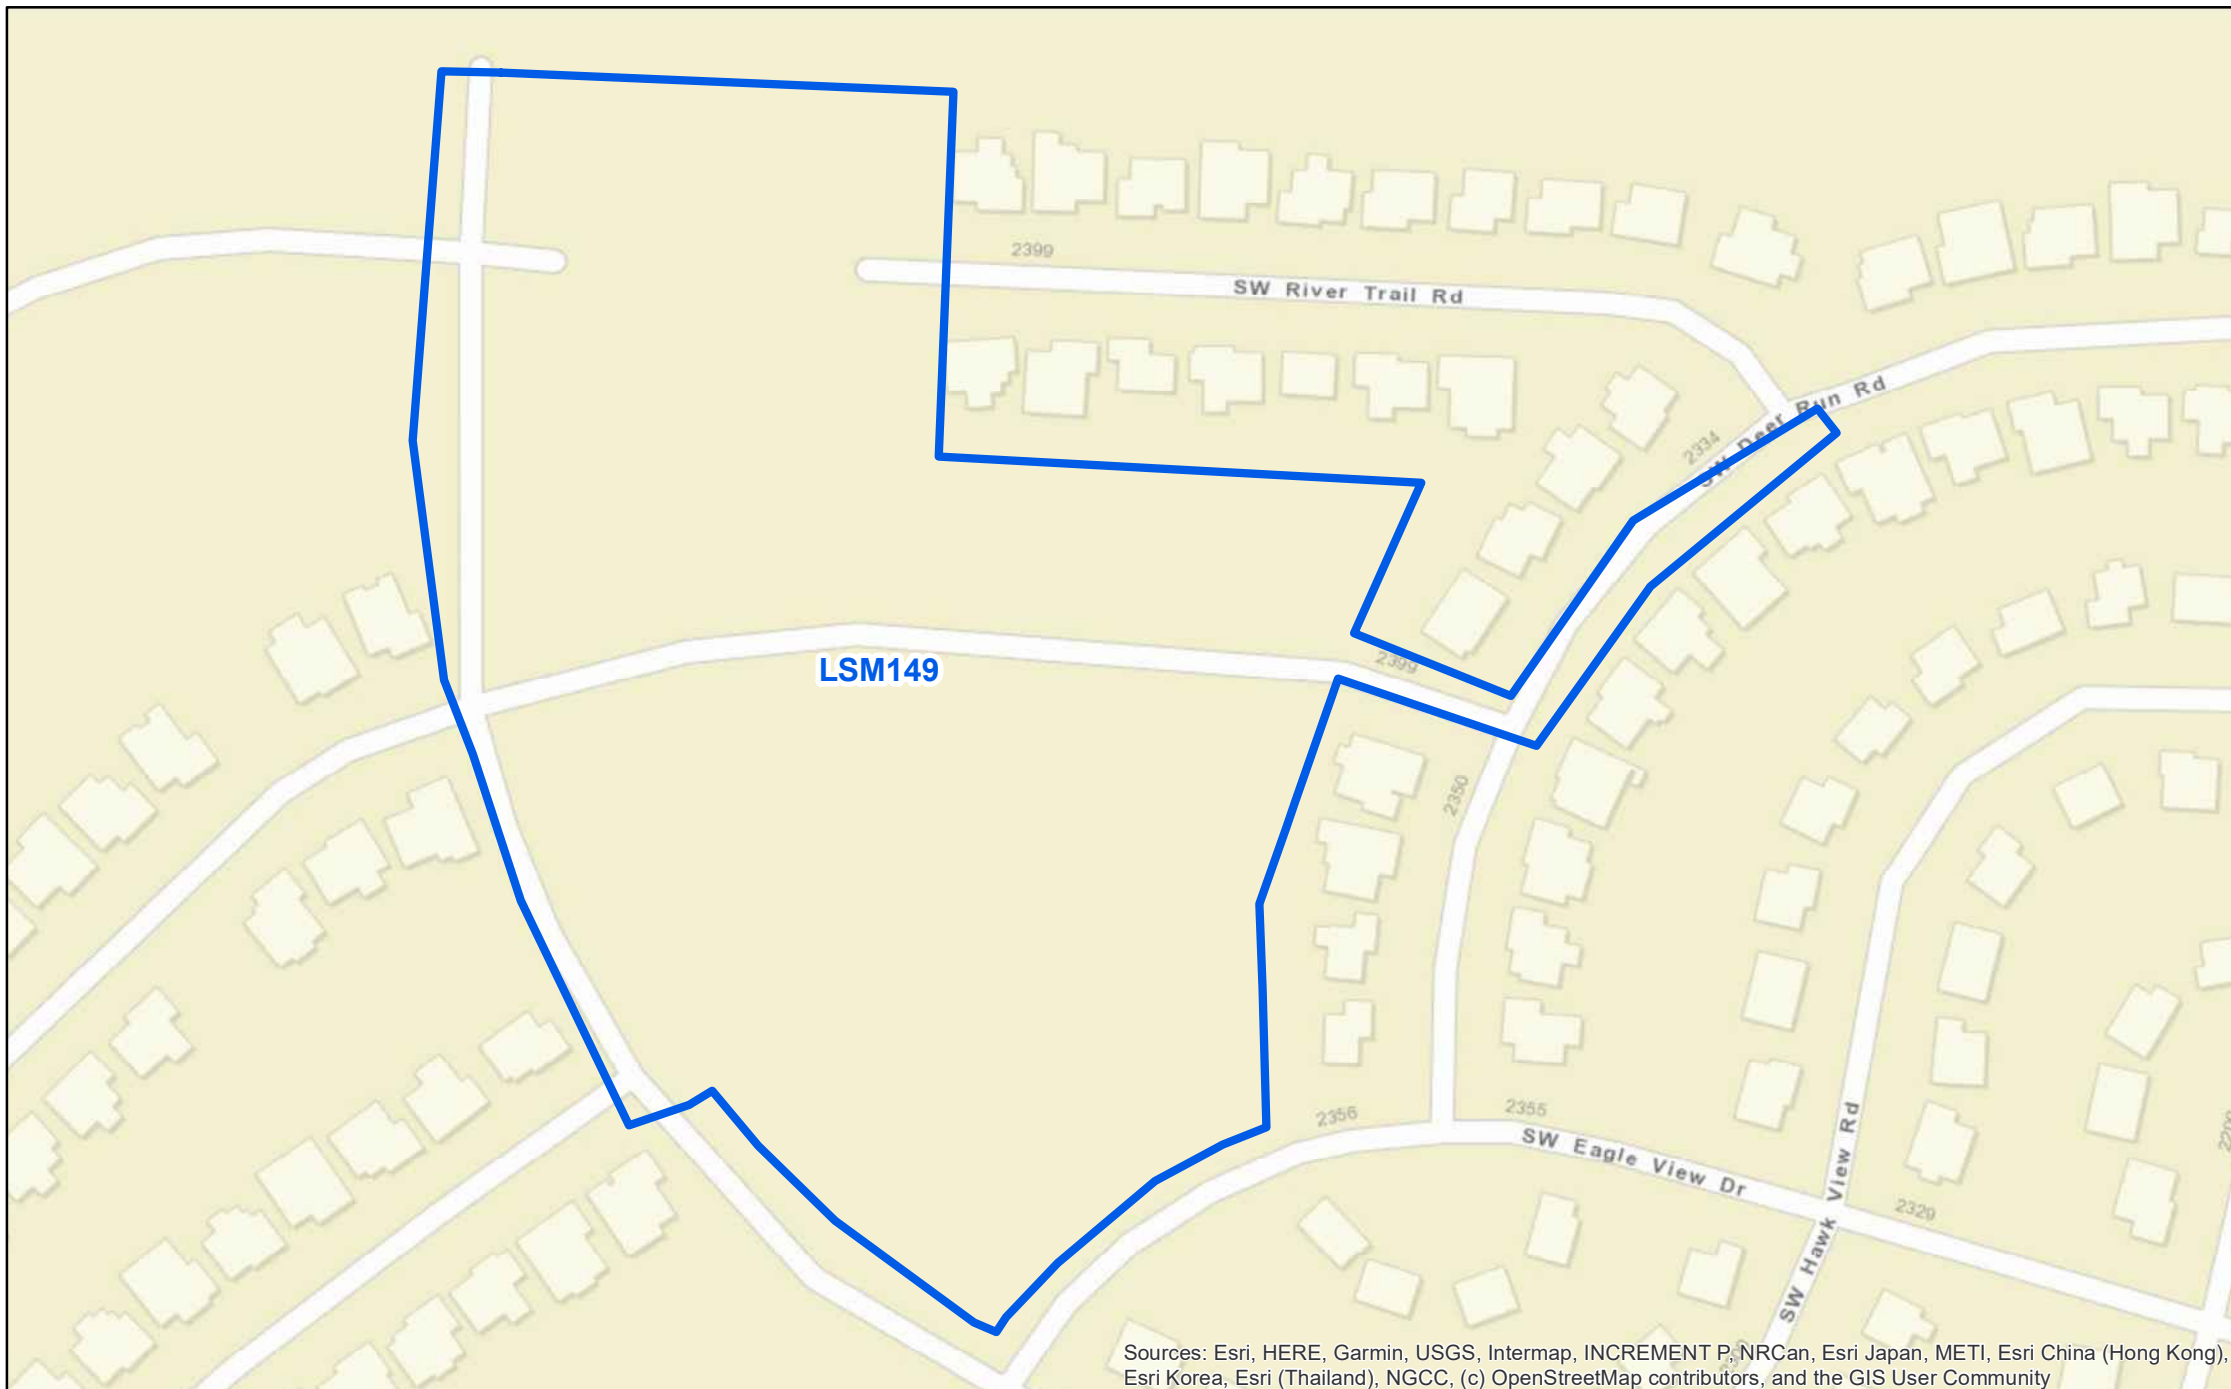 2399
SW River Trail Rd
SW Deer Run Rd
2334
LSM149
2399
2350
2356
2355
SW Eagle View Dr
SW Hawk View Rd
2329
Sources: Esri, HERE, Garmin, USGS, Intermap, INCREMENT P, NRCan, Esri Japan, METI, Esri China (Hong Kong),
Esri Korea, Esri (Thailand), NGCC, (c) OpenStreetMap contributors, and the GIS User Community